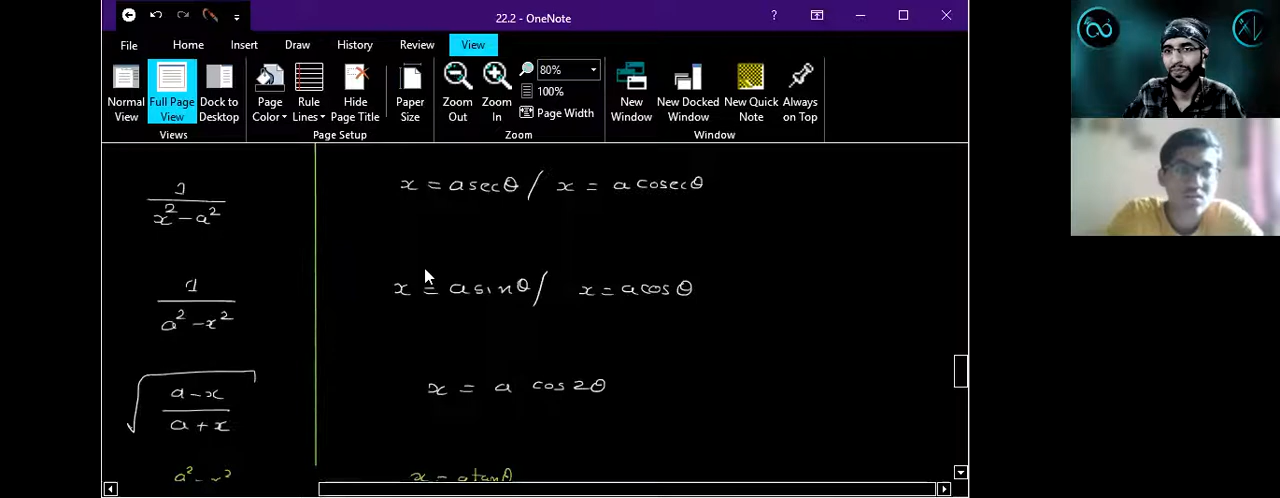 22.2 - OneNote
?
File Home Insert Draw History Review View
Normal View
Full Page View
Dock to Desktop
Page Color
Rule Lines
Hide Page Title
Paper Size
Zoom Out
Zoom In
80%
100%
Page Width
New Window
New Docked Window
New Quick Note
Always on Top
Views Page Setup Zoom Window
1/(x² - a²) x = a secθ / x = a cosecθ
1/(a² - x²) x = a sinθ / x = a cosθ
√((a - x)/(a + x)) x = a cos2θ
a² - x² x = a tanθ